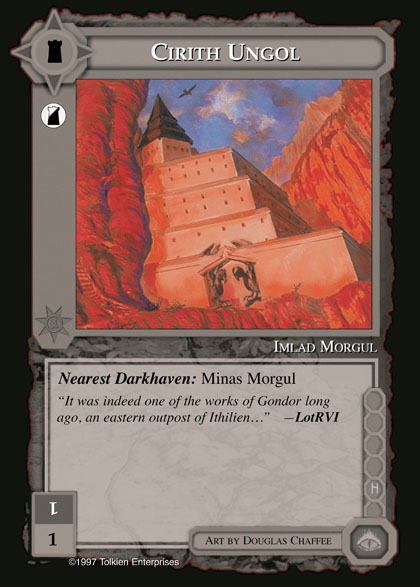 Cirith Ungol
Imlad Morgul
Nearest Darkhaven: Minas Morgul
“It was indeed one of the works of Gondor long
ago, an eastern outpost of Ithilien…” —LotRVI
1
1
H
Art by Douglas Chaffee
©1997 Tolkien Enterprises